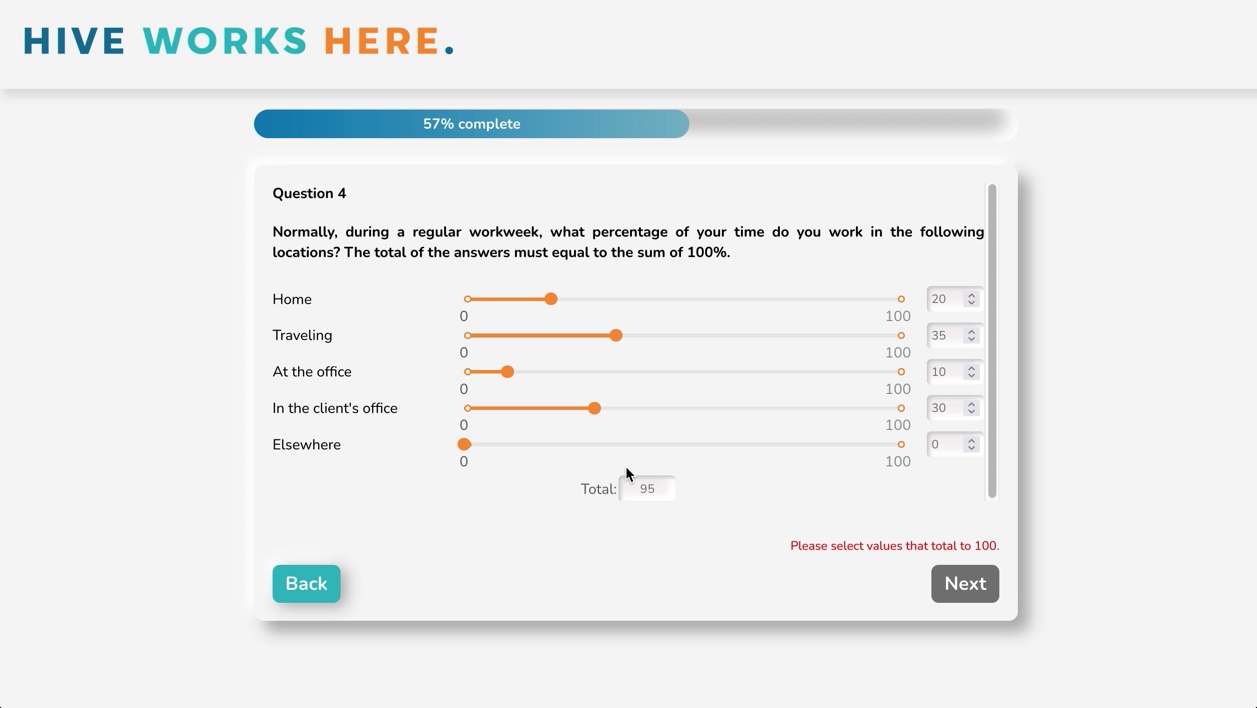 HIVE WORKS HERE.
57% complete
Question 4
Normally, during a regular workweek, what percentage of your time do you work in the following
locations? The total of the answers must equal to the sum of 100%.
Home 20
0 100
Traveling 35
0 100
At the office 10
0 100
In the client's office 30
0 100
Elsewhere 0
0 100
Total: 95
Please select values that total to 100.
Back Next